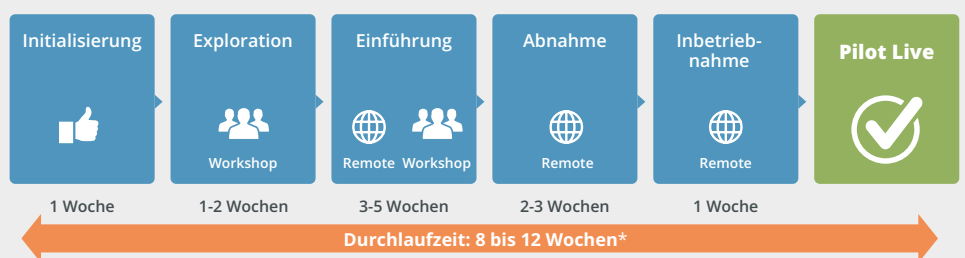 Initialisierung
Exploration
Workshop
Einführung
Remote Workshop
Abnahme
Remote
Inbetrieb-
nahme
Remote
Pilot Live
1 Woche
1-2 Wochen
3-5 Wochen
2-3 Wochen
1 Woche
Durchlaufzeit: 8 bis 12 Wochen*